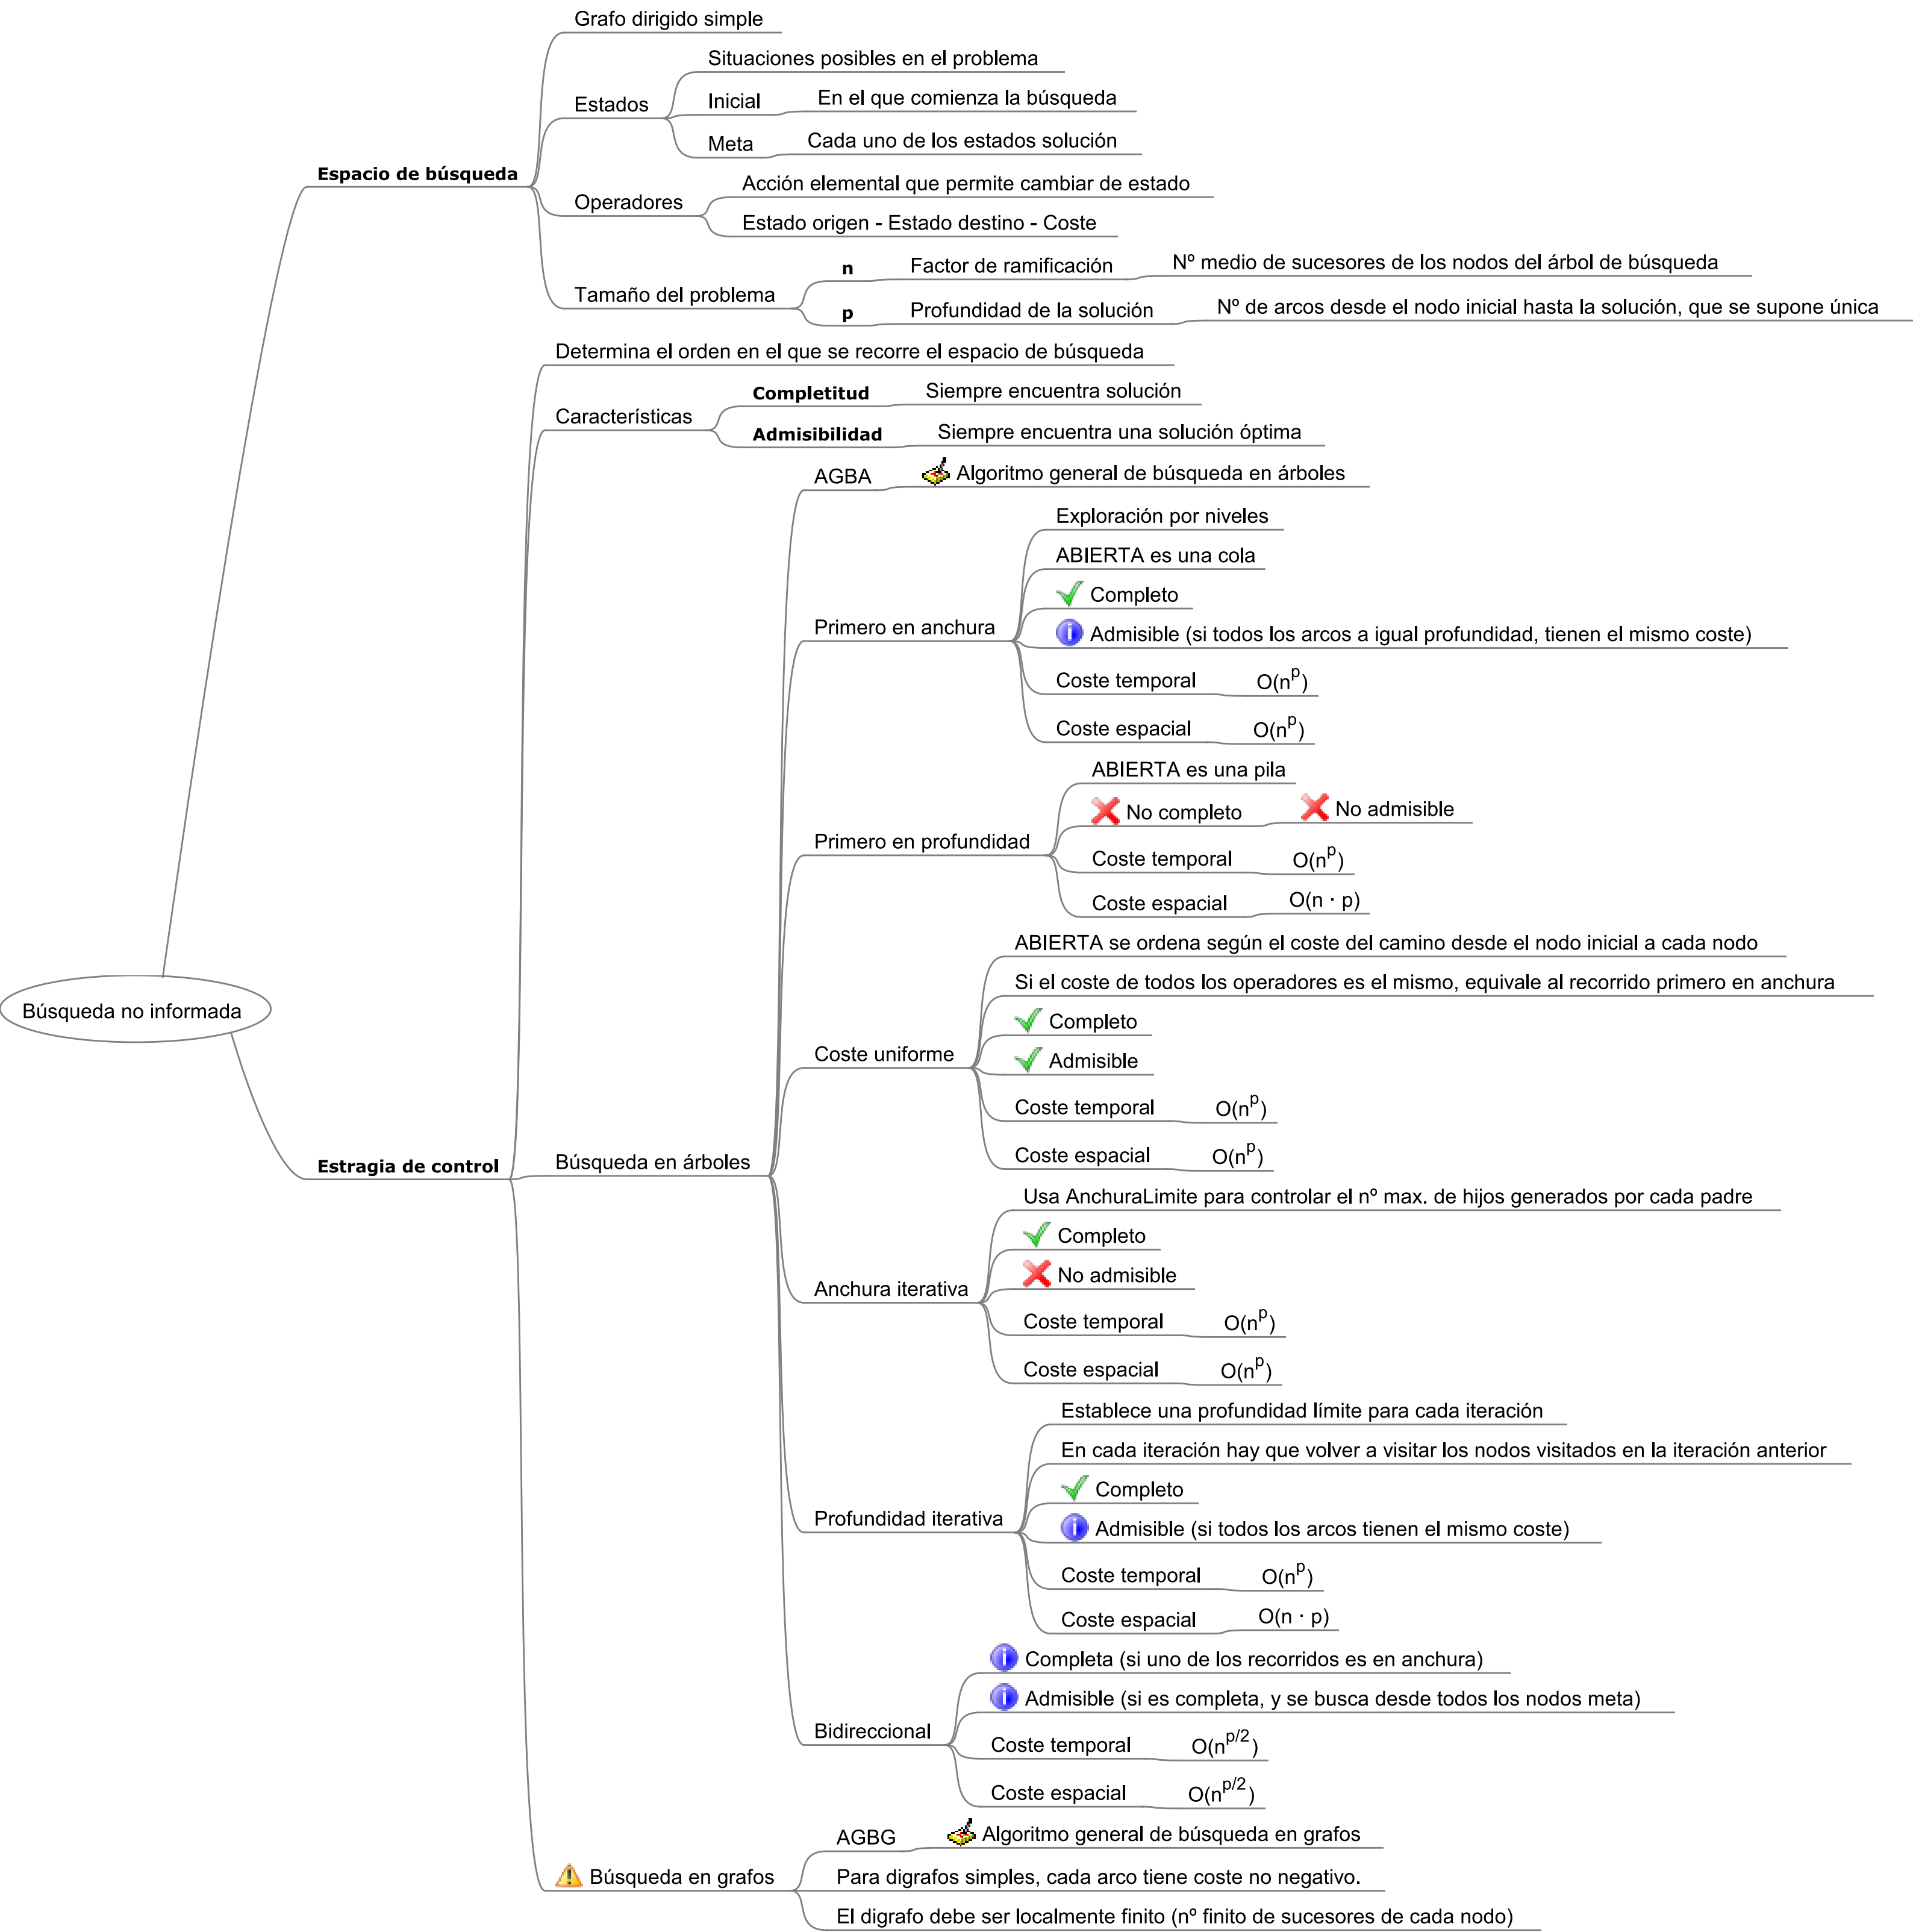 Búsqueda no informada
Espacio de búsqueda
Grafo dirigido simple
Estados
Situaciones posibles en el problema
Inicial
En el que comienza la búsqueda
Meta
Cada uno de los estados solución
Operadores
Acción elemental que permite cambiar de estado
Estado origen - Estado destino - Coste
Tamaño del problema
n
Factor de ramificación
Nº medio de sucesores de los nodos del árbol de búsqueda
p
Profundidad de la solución
Nº de arcos desde el nodo inicial hasta la solución, que se supone única
Estragia de control
Determina el orden en el que se recorre el espacio de búsqueda
Características
Completitud
Siempre encuentra solución
Admisibilidad
Siempre encuentra una solución óptima
Búsqueda en árboles
AGBA
Algoritmo general de búsqueda en árboles
Primero en anchura
Exploración por niveles
ABIERTA es una cola
Completo
Admisible (si todos los arcos a igual profundidad, tienen el mismo coste)
Coste temporal
O(n^p)
Coste espacial
O(n^p)
Primero en profundidad
ABIERTA es una pila
No completo
No admisible
Coste temporal
O(n^p)
Coste espacial
O(n · p)
Coste uniforme
ABIERTA se ordena según el coste del camino desde el nodo inicial a cada nodo
Si el coste de todos los operadores es el mismo, equivale al recorrido primero en anchura
Completo
Admisible
Coste temporal
O(n^p)
Coste espacial
O(n^p)
Anchura iterativa
Usa AnchuraLimite para controlar el nº max. de hijos generados por cada padre
Completo
No admisible
Coste temporal
O(n^p)
Coste espacial
O(n^p)
Profundidad iterativa
Establece una profundidad límite para cada iteración
En cada iteración hay que volver a visitar los nodos visitados en la iteración anterior
Completo
Admisible (si todos los arcos tienen el mismo coste)
Coste temporal
O(n^p)
Coste espacial
O(n · p)
Bidireccional
Completa (si uno de los recorridos es en anchura)
Admisible (si es completa, y se busca desde todos los nodos meta)
Coste temporal
O(n^p/2)
Coste espacial
O(n^p/2)
Búsqueda en grafos
AGBG
Algoritmo general de búsqueda en grafos
Para digrafos simples, cada arco tiene coste no negativo.
El digrafo debe ser localmente finito (nº finito de sucesores de cada nodo)